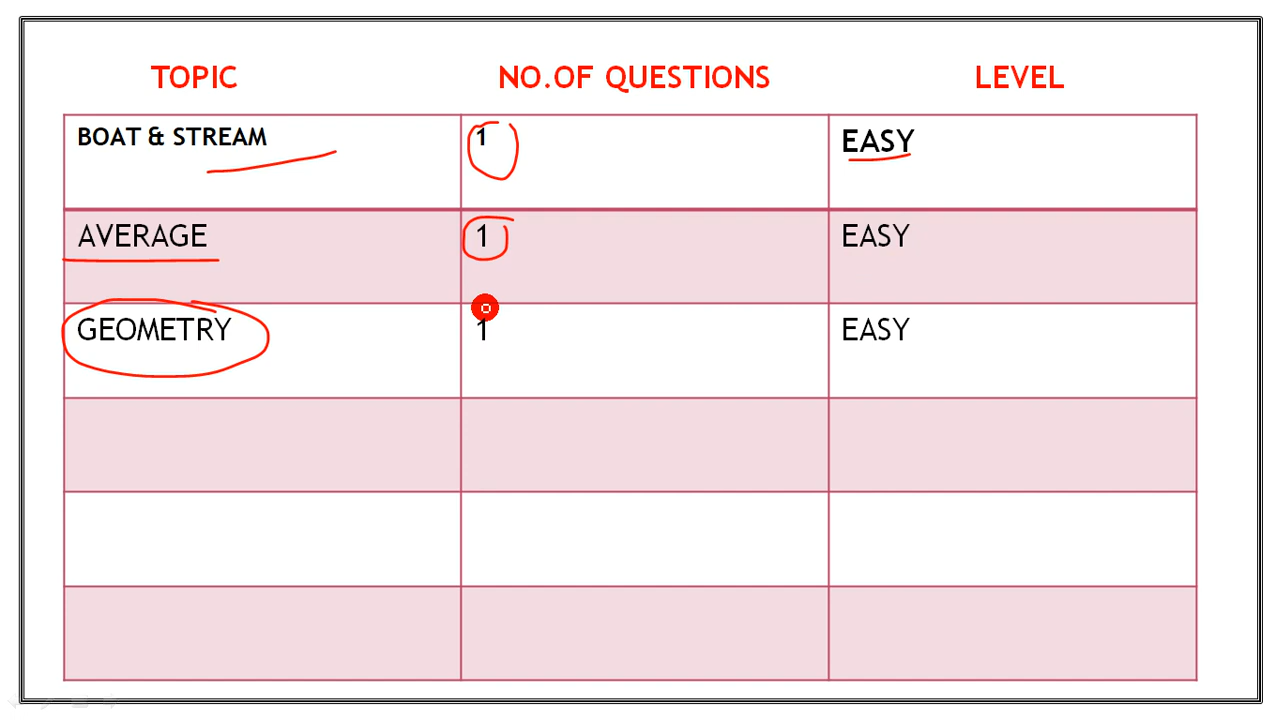 TOPIC NO.OF QUESTIONS LEVEL
BOAT & STREAM 1 EASY
AVERAGE 1 EASY
GEOMETRY 1 EASY